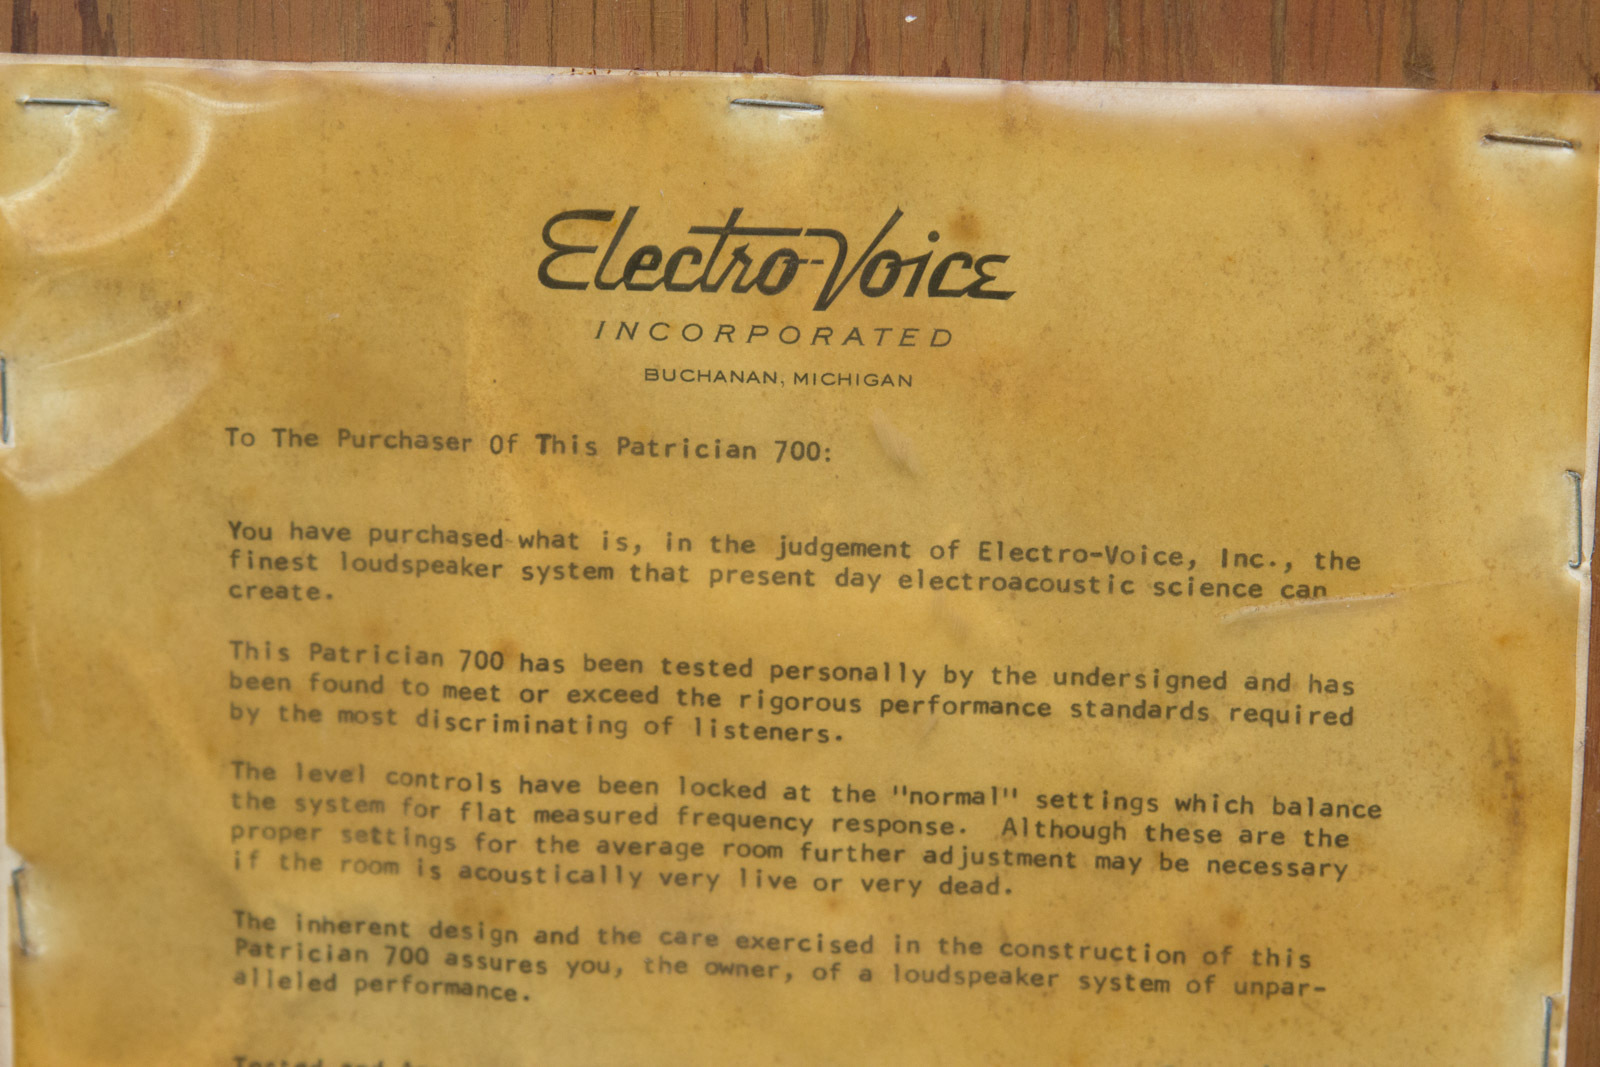 Electro-Voice
INCORPORATED
BUCHANAN, MICHIGAN
To The Purchaser Of This Patrician 700:
You have purchased what is, in the judgement of Electro-Voice, Inc., the
finest loudspeaker system that present day electroacoustic science can
create.
This Patrician 700 has been tested personally by the undersigned and has
been found to meet or exceed the rigorous performance standards required
by the most discriminating of listeners.
The level controls have been locked at the "normal" settings which balance
the system for flat measured frequency response. Although these are the
proper settings for the average room further adjustment may be necessary
if the room is acoustically very live or very dead.
The inherent design and the care exercised in the construction of this
Patrician 700 assures you, the owner, of a loudspeaker system of unpar-
alleled performance.
Tested and